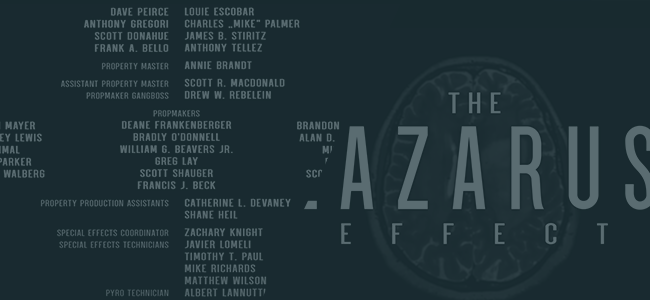 DAVE PEIRCE LOUIE ESCOBAR
ANTHONY GREGORI CHARLES „MIKE" PALMER
SCOTT DONAHUE JAMES B. STIRITZ
FRANK A. BELLO ANTHONY TELLEZ
PROPERTY MASTER ANNIE BRANDT
ASSISTANT PROPERTY MASTER SCOTT R. MACDONALD
PROPMAKER GANGBOSS DREW W. REBELEIN
PROPMAKERS
MAYER DEANE FRANKENBERGER BRANDON
EY LEWIS BRADLY O'DONNELL ALAN D.
IMAL WILLIAM G. BEAVERS JR.
PARKER GREG LAY
WALBERG SCOTT SHAUGER SCO
FRANCIS J. BECK
PROPERTY PRODUCTION ASSISTANTS CATHERINE L. DEVANEY
SHANE HEIL
SPECIAL EFFECTS COORDINATOR ZACHARY KNIGHT
SPECIAL EFFECTS TECHNICIANS JAVIER LOMELI
TIMOTHY T. PAUL
MIKE RICHARDS
MATTHEW WILSON
PYRO TECHNICIAN ALBERT LANNUTTI
THE
AZARUS
EFFECT